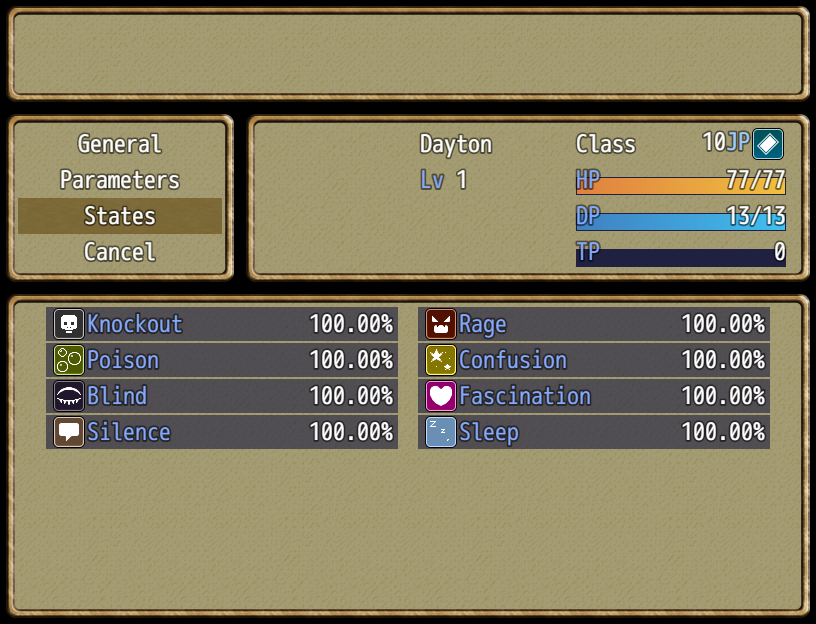 General
Parameters
States
Cancel
Dayton Class 10JP
Lv 1 HP 77/77
DP 13/13
TP 0
Knockout 100.00% Rage 100.00%
Poison 100.00% Confusion 100.00%
Blind 100.00% Fascination 100.00%
Silence 100.00% Sleep 100.00%